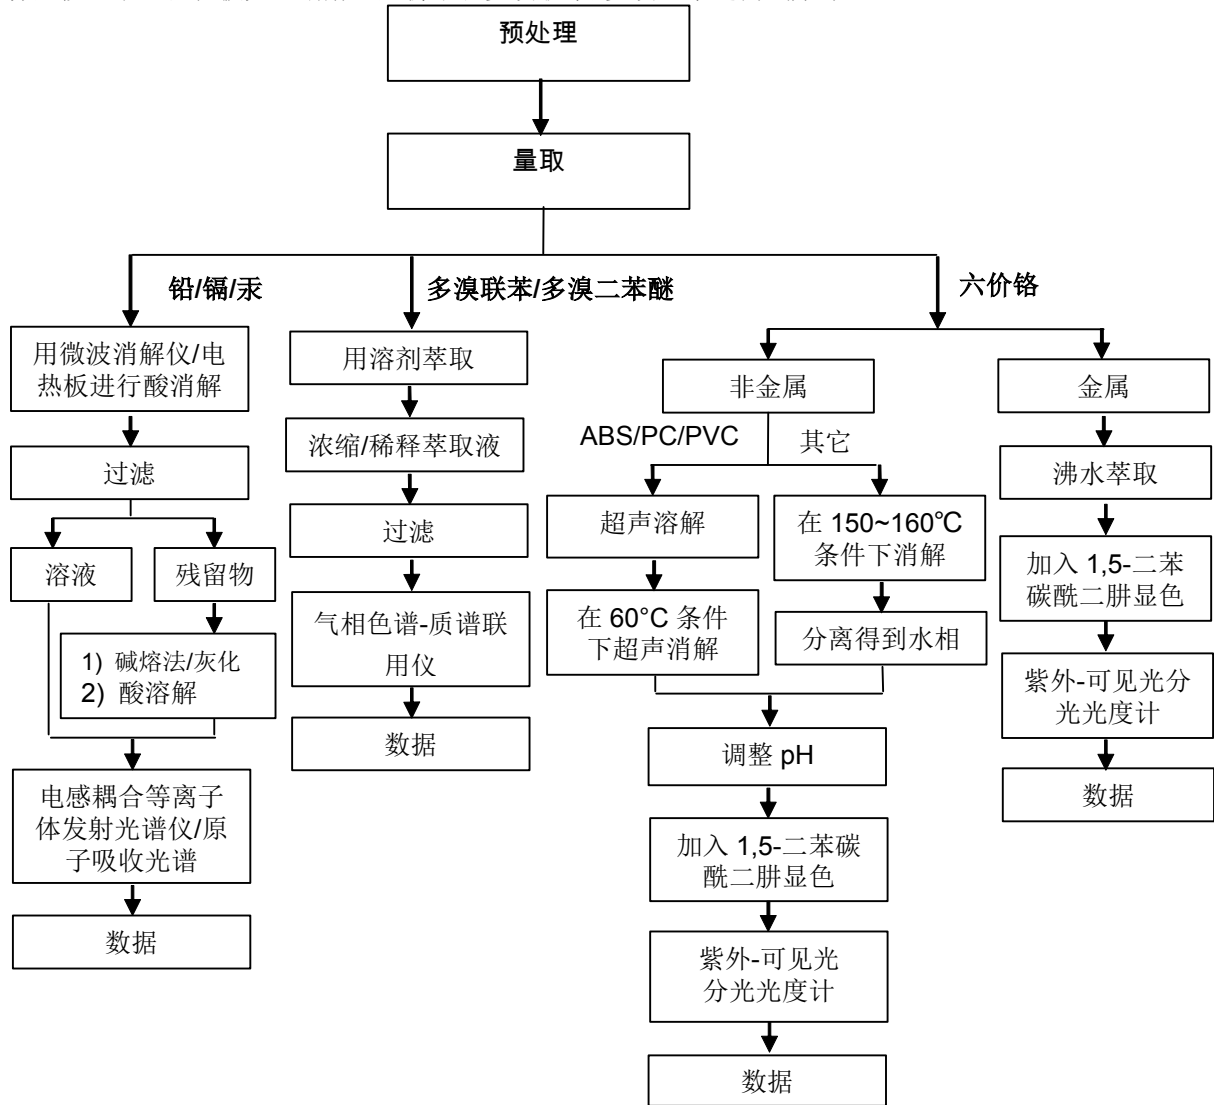 预处理
量取
铅/镉/汞
多溴联苯/多溴二苯醚
六价铬
用微波消解仪/电
热板进行酸消解
过滤
溶液
残留物
1) 碱熔法/灰化
2) 酸溶解
电感耦合等离子
体发射光谱仪/原
子吸收光谱
数据
用溶剂萃取
浓缩/稀释萃取液
过滤
气相色谱-质谱联
用仪
数据
非金属
ABS/PC/PVC
其它
超声溶解
在 60°C 条件
下超声消解
在 150~160℃
条件下消解
分离得到水相
调整 pH
加入 1,5-二苯碳
酰二肼显色
紫外-可见光
分光光度计
数据
金属
沸水萃取
加入 1,5-二苯
碳酰二肼显色
紫外-可见光分
光光度计
数据